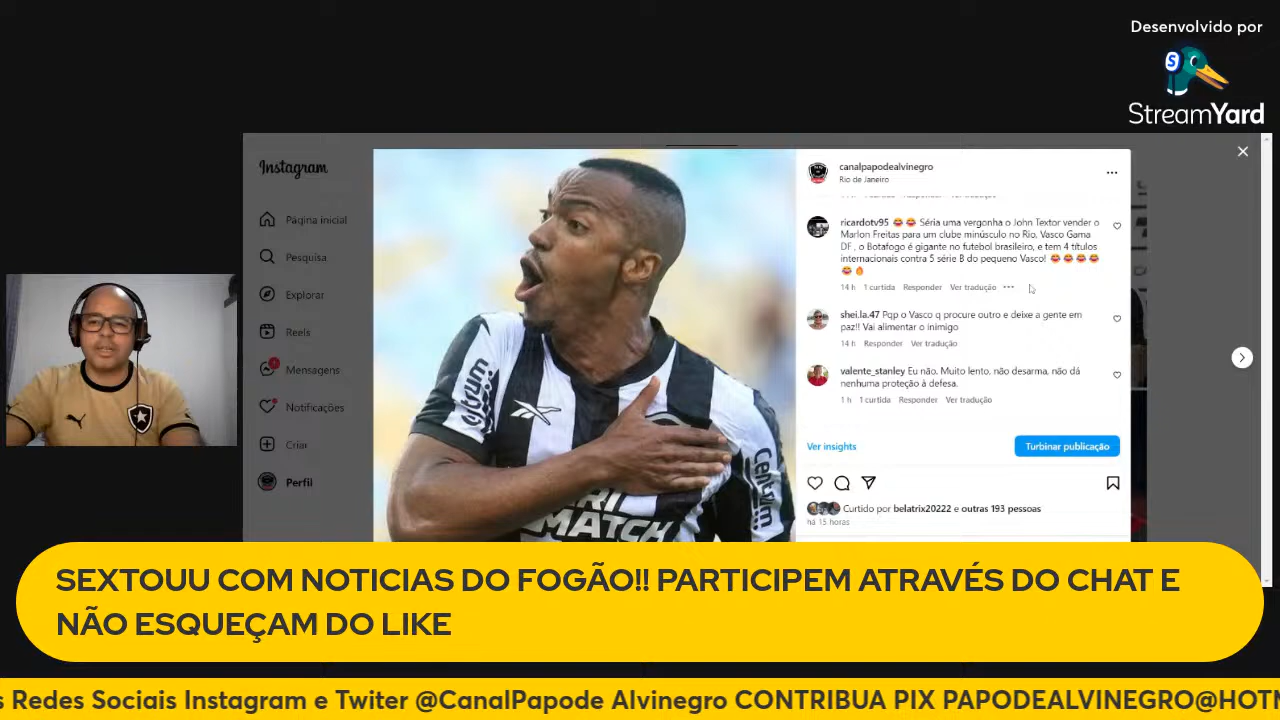 Desenvolvido por
StreamYard
Instagram
Página inicial
Pesquisa
Explorar
Reels
Mensagens
Notificações
Criar
Perfil
canalpapodealvinegro
Rio de Janeiro
ricardotv95 😂😂 Séria uma vergonha o John Textor vender o
Marlon Freitas para um clube minúsculo no Rio, Vasco Gama
DF , o Botafogo é gigante no futebol brasileiro, e tem 4 títulos
internacionais contra 5 série B do pequeno Vasco! 😂😂😂😂
😂🔥
14 h 1 curtida Responder Ver tradução •••
shei.la.47 Pqp o Vasco q procure outro e deixe a gente em
paz!! Vai alimentar o inimigo
14 h Responder Ver tradução
valente_stanley Eu não. Muito lento, não desarma, não dá
nenhuma proteção à defesa.
1 h 1 curtida Responder Ver tradução
Ver insights
Turbinar publicação
Curtido por belatrix20222 e outras 193 pessoas
há 15 horas
Centrum
MATCH
SEXTOUU COM NOTICIAS DO FOGÃO!! PARTICIPEM ATRAVÉS DO CHAT E
NÃO ESQUEÇAM DO LIKE
s Redes Sociais Instagram e Twiter @CanalPapode Alvinegro CONTRIBUA PIX PAPODEALVINEGRO@HOTM